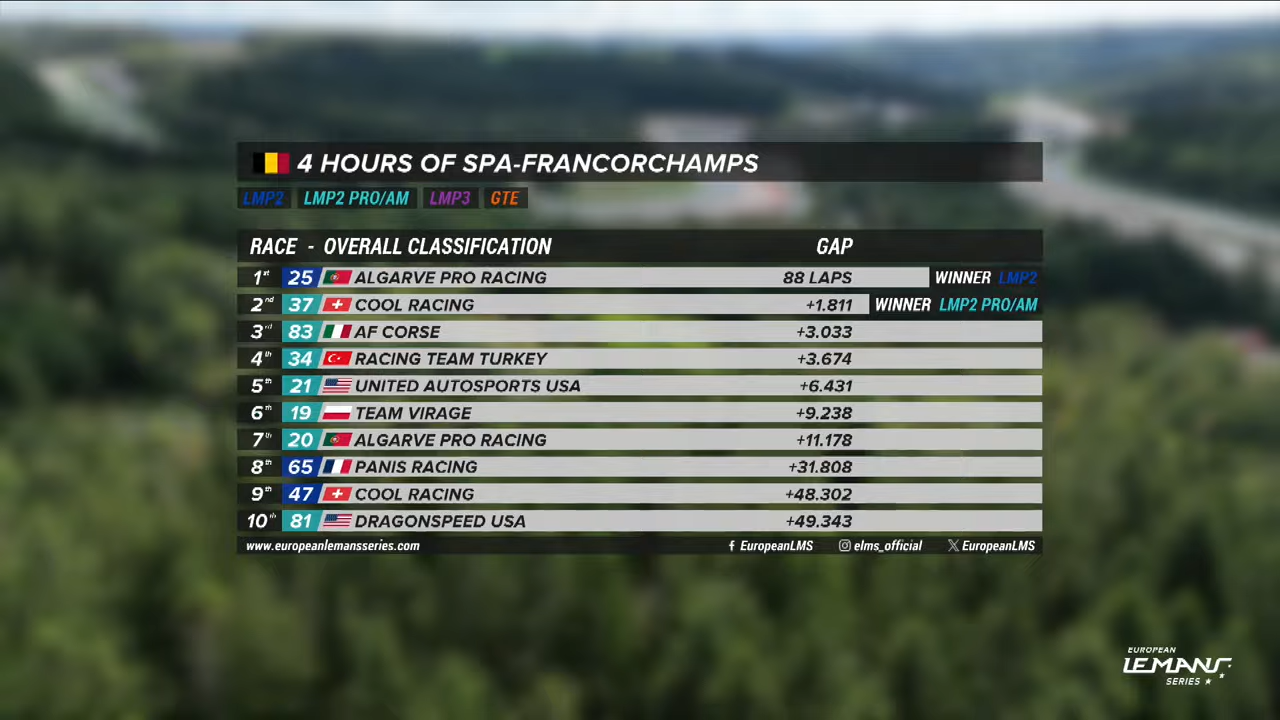 4 HOURS OF SPA-FRANCORCHAMPS
LMP2 LMP2 PRO/AM LMP3 GTE
RACE - OVERALL CLASSIFICATION GAP
1st 25 ALGARVE PRO RACING 88 LAPS WINNER LMP2
2nd 37 COOL RACING +1.811 WINNER LMP2 PRO/AM
3rd 83 AF CORSE +3.033
4th 34 RACING TEAM TURKEY +3.674
5th 21 UNITED AUTOSPORTS USA +6.431
6th 19 TEAM VIRAGE +9.238
7th 20 ALGARVE PRO RACING +11.178
8th 65 PANIS RACING +31.808
9th 47 COOL RACING +48.302
10th 81 DRAGONSPEED USA +49.343
www.europeanlemansseries.com EuropeanLMS elms_official EuropeanLMS
EUROPEAN
LE MANS
SERIES